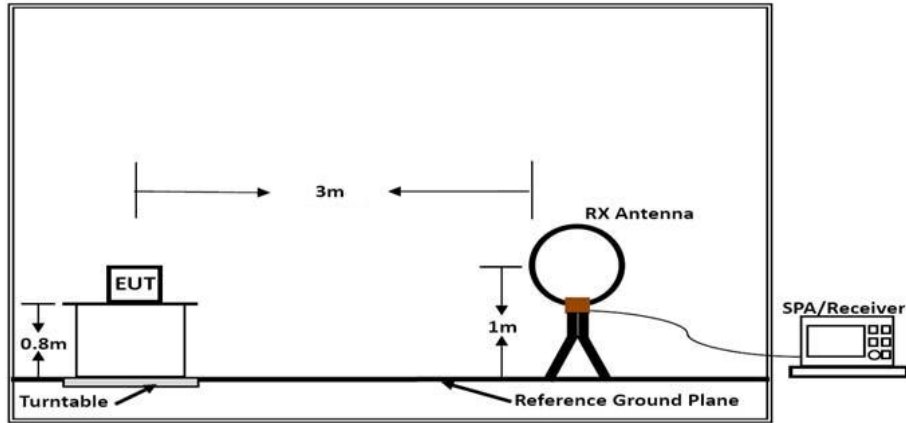 3m
RX Antenna
EUT
SPA/Receiver
0.8m
1m
Turntable
Reference Ground Plane